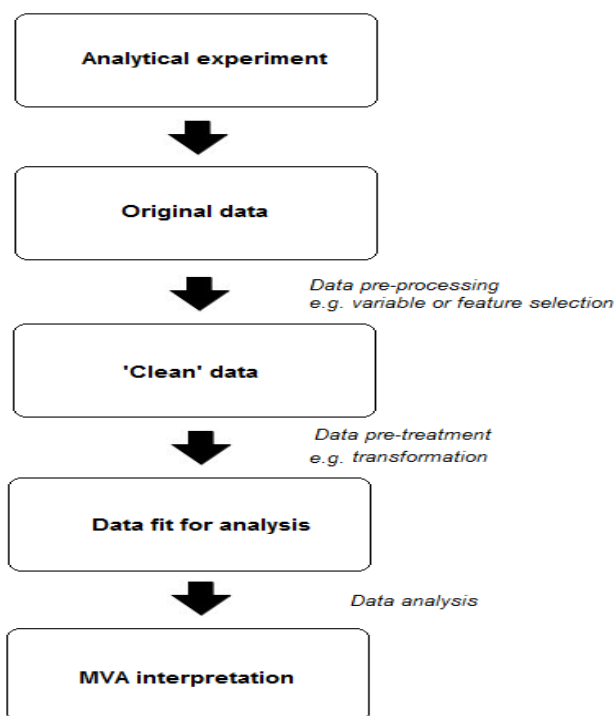 Analytical experiment
Original data
Data pre-processing
e.g. variable or feature selection
'Clean' data
Data pre-treatment
e.g. transformation
Data fit for analysis
Data analysis
MVA interpretation